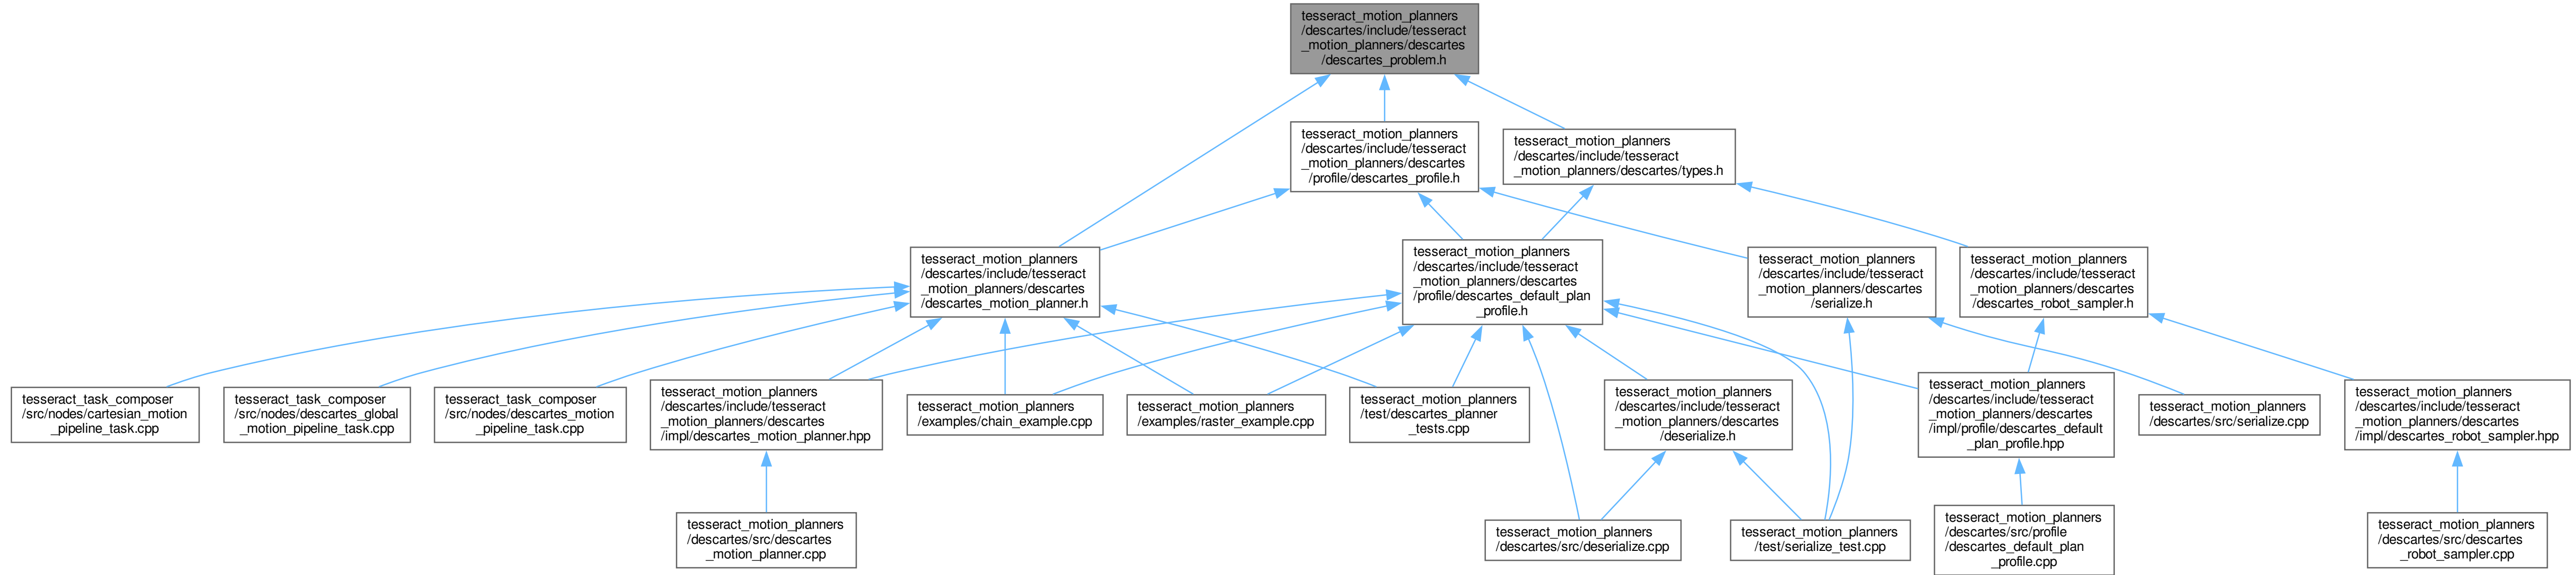 tesseract_motion_planners
/descartes/include/tesseract
_motion_planners/descartes
/descartes_problem.h
tesseract_motion_planners
/descartes/include/tesseract
_motion_planners/descartes
/profile/descartes_profile.h
tesseract_motion_planners
/descartes/include/tesseract
_motion_planners/descartes/types.h
tesseract_motion_planners
/descartes/include/tesseract
_motion_planners/descartes
/descartes_motion_planner.h
tesseract_motion_planners
/descartes/include/tesseract
_motion_planners/descartes
/profile/descartes_default_plan
_profile.h
tesseract_motion_planners
/descartes/include/tesseract
_motion_planners/descartes
/serialize.h
tesseract_motion_planners
/descartes/include/tesseract
_motion_planners/descartes
/descartes_robot_sampler.h
tesseract_task_composer
/src/nodes/cartesian_motion
_pipeline_task.cpp
tesseract_task_composer
/src/nodes/descartes_global
_motion_pipeline_task.cpp
tesseract_task_composer
/src/nodes/descartes_motion
_pipeline_task.cpp
tesseract_motion_planners
/descartes/include/tesseract
_motion_planners/descartes
/impl/descartes_motion_planner.hpp
tesseract_motion_planners
/examples/chain_example.cpp
tesseract_motion_planners
/examples/raster_example.cpp
tesseract_motion_planners
/test/descartes_planner
_tests.cpp
tesseract_motion_planners
/descartes/include/tesseract
_motion_planners/descartes
/deserialize.h
tesseract_motion_planners
/descartes/include/tesseract
_motion_planners/descartes
/impl/profile/descartes_default
_plan_profile.hpp
tesseract_motion_planners
/descartes/src/serialize.cpp
tesseract_motion_planners
/descartes/include/tesseract
_motion_planners/descartes
/impl/descartes_robot_sampler.hpp
tesseract_motion_planners
/descartes/src/descartes
_motion_planner.cpp
tesseract_motion_planners
/descartes/src/deserialize.cpp
tesseract_motion_planners
/test/serialize_test.cpp
tesseract_motion_planners
/descartes/src/profile
/descartes_default_plan
_profile.cpp
tesseract_motion_planners
/descartes/src/descartes
_robot_sampler.cpp